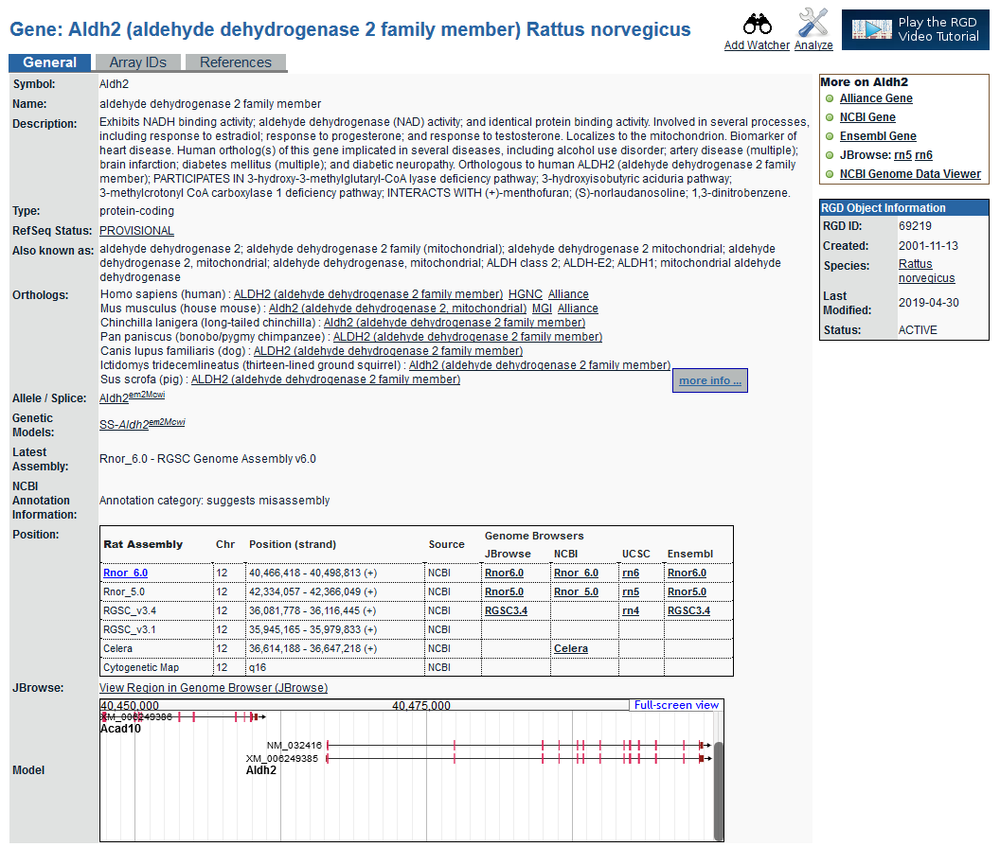 Gene: Aldh2 (aldehyde dehydrogenase 2 family member) Rattus norvegicus
Add Watcher Analyze
Play the RGD
Video Tutorial
General Array IDs References
Symbol: Aldh2
Name: aldehyde dehydrogenase 2 family member
Description: Exhibits NADH binding activity; aldehyde dehydrogenase (NAD) activity; and identical protein binding activity. Involved in several processes,
including response to estradiol; response to progesterone; and response to testosterone. Localizes to the mitochondrion. Biomarker of
heart disease. Human ortholog(s) of this gene implicated in several diseases, including alcohol use disorder; artery disease (multiple);
brain infarction; diabetes mellitus (multiple); and diabetic neuropathy. Orthologous to human ALDH2 (aldehyde dehydrogenase 2 family
member); PARTICIPATES IN 3-hydroxy-3-methylglutaryl-CoA lyase deficiency pathway; 3-hydroxyisobutyric aciduria pathway;
3-methylcrotonyl CoA carboxylase 1 deficiency pathway; INTERACTS WITH (+)-menthofuran; (S)-norlaudanosoline; 1,3-dinitrobenzene.
Type: protein-coding
RefSeq Status: PROVISIONAL
Also known as: aldehyde dehydrogenase 2; aldehyde dehydrogenase 2 family (mitochondrial); aldehyde dehydrogenase 2 mitochondrial; aldehyde
dehydrogenase 2, mitochondrial; aldehyde dehydrogenase, mitochondrial; ALDH class 2; ALDH-E2; ALDH1; mitochondrial aldehyde
dehydrogenase
Orthologs: Homo sapiens (human) : ALDH2 (aldehyde dehydrogenase 2 family member) HGNC Alliance
Mus musculus (house mouse) : Aldh2 (aldehyde dehydrogenase 2, mitochondrial) MGI Alliance
Chinchilla lanigera (long-tailed chinchilla) : Aldh2 (aldehyde dehydrogenase 2 family member)
Pan paniscus (bonobo/pygmy chimpanzee) : ALDH2 (aldehyde dehydrogenase 2 family member)
Canis lupus familiaris (dog) : ALDH2 (aldehyde dehydrogenase 2 family member)
Ictidomys tridecemlineatus (thirteen-lined ground squirrel) : Aldh2 (aldehyde dehydrogenase 2 family member)
Sus scrofa (pig) : ALDH2 (aldehyde dehydrogenase 2 family member)
more info ...
Allele / Splice: Aldh2em2Mcwi
Genetic
Models: SS-Aldh2em2Mcwi
Latest
Assembly: Rnor_6.0 - RGSC Genome Assembly v6.0
NCBI
Annotation
Information: Annotation category: suggests misassembly
Position:
Rat Assembly Chr Position (strand) Source Genome Browsers
JBrowse NCBI UCSC Ensembl
Rnor_6.0 12 40,466,418 - 40,498,813 (+) NCBI Rnor6.0 Rnor_6.0 rn6 Rnor6.0
Rnor_5.0 12 42,334,057 - 42,366,049 (+) NCBI Rnor5.0 Rnor_5.0 rn5 Rnor5.0
RGSC_v3.4 12 36,081,778 - 36,116,445 (+) NCBI RGSC3.4 rn4 RGSC3.4
RGSC_v3.1 12 35,945,165 - 35,979,833 (+) NCBI
Celera 12 36,614,188 - 36,647,218 (+) NCBI Celera
Cytogenetic Map 12 q16 NCBI
JBrowse: View Region in Genome Browser (JBrowse)
40,450,000 40,475,000 Full-screen view
XM_006249386
Acad10
NM_032416
XM_006249385
Aldh2
Model
More on Aldh2
Alliance Gene
NCBI Gene
Ensembl Gene
JBrowse: rn5 rn6
NCBI Genome Data Viewer
RGD Object Information
RGD ID: 69219
Created: 2001-11-13
Species: Rattus
norvegicus
Last
Modified: 2019-04-30
Status: ACTIVE